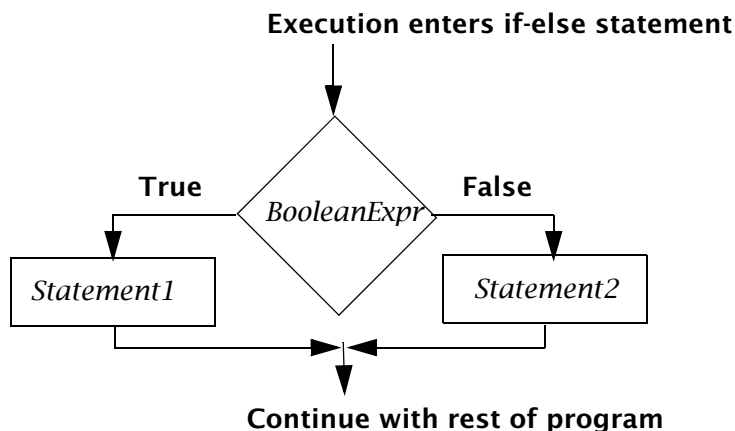 Execution enters if-else statement
True
False
BooleanExpr
Statement1
Statement2
Continue with rest of program